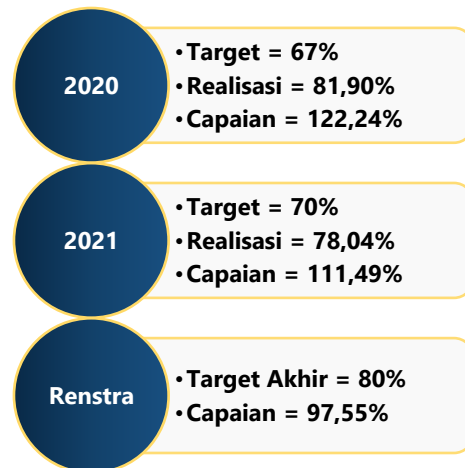 2020
•Target = 67%
•Realisasi = 81,90%
•Capaian = 122,24%
2021
•Target = 70%
•Realisasi = 78,04%
•Capaian = 111,49%
Renstra
•Target Akhir = 80%
•Capaian = 97,55%